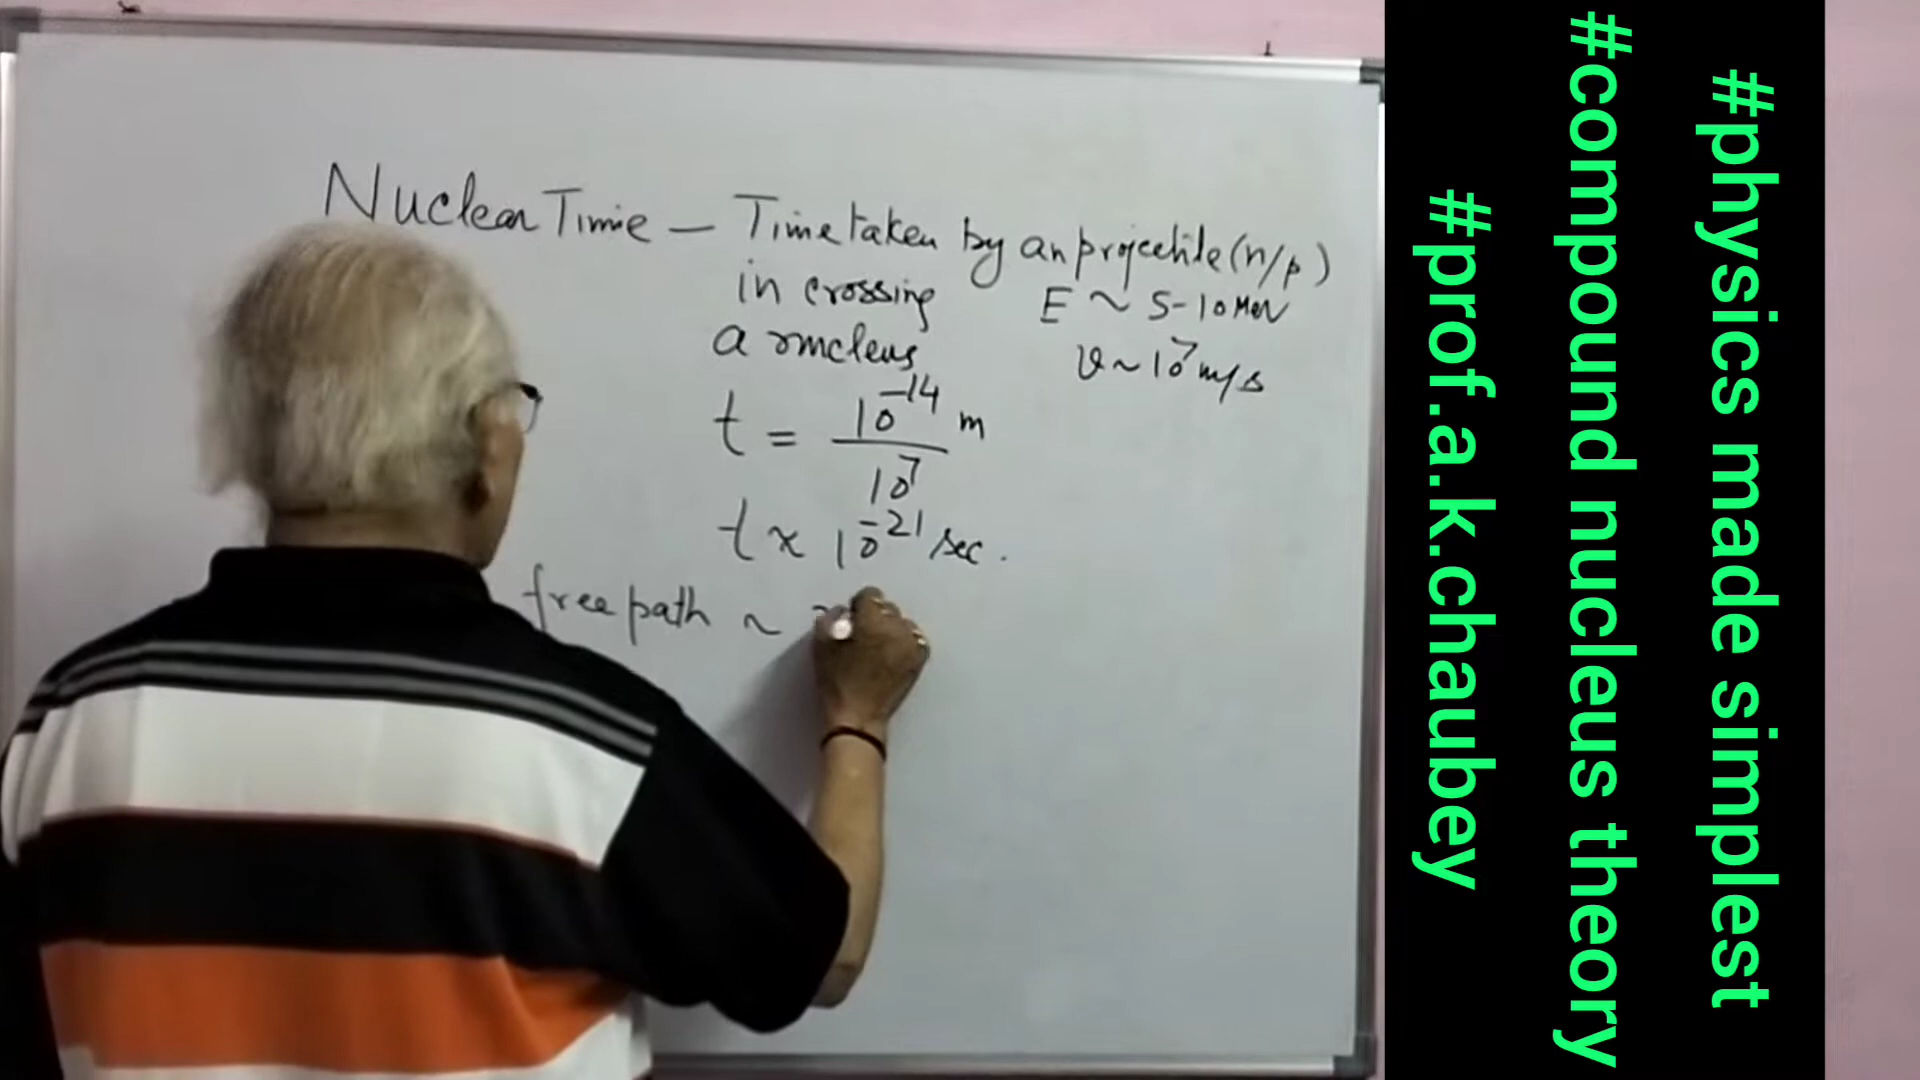 Nuclear Time — Time taken by an projectile (n/p)
in crossing
a nucleus
E ~ 5-10 MeV
v ~ 10⁷ m/s
t = 10⁻¹⁴ m / 10⁷
t ≈ 10⁻²¹ sec.
free path ~
#physics made simplest
#compound nucleus theory
#prof.a.k.chaubey